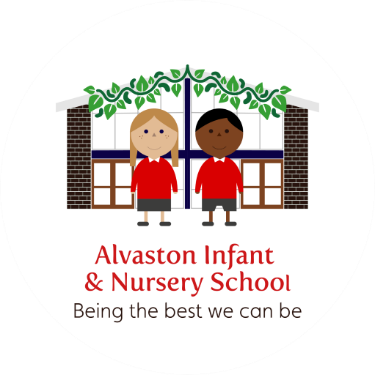 Alvaston Infant
& Nursery School
Being the best we can be